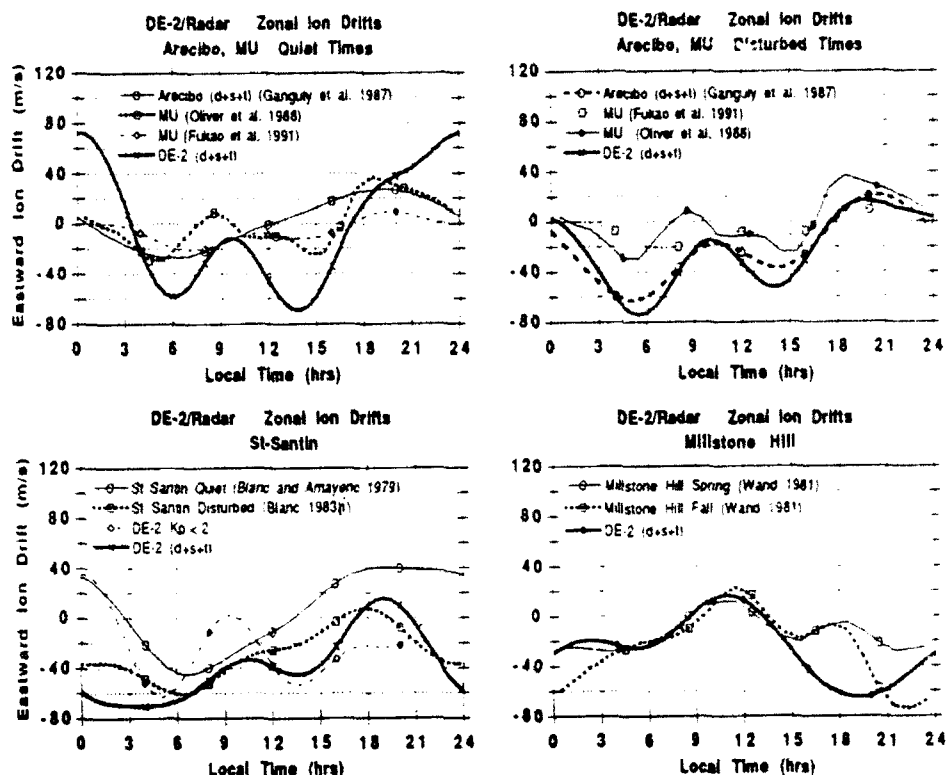 DE-2/Radar Zonal Ion Drifts
Arecibo, MU Quiet Times
Eastward Ion Drift (m/s)
120
80
40
0
-40
-80
Arecibo (d+s+t) (Ganguly et al. 1987)
MU (Oliver et al. 1988)
MU (Fukao et al. 1991)
DE-2 (d+s+t)
0 3 6 9 12 15 18 21 24
Local Time (hrs)
DE-2/Radar Zonal Ion Drifts
Arecibo, MU Disturbed Times
120
80
40
0
-40
-80
Arecibo (d+s+t) (Ganguly et al. 1987)
MU (Fukao et al. 1991)
MU (Oliver et al. 1988)
DE-2 (d+s+t)
0 3 6 9 12 15 18 21 24
Local Time (hrs)
DE-2/Radar Zonal Ion Drifts
St-Santin
Eastward Ion Drift (m/s)
120
80
40
0
-40
-80
St Santin Quiet (Blanc and Amayenc 1979)
St Santin Disturbed (Blanc 1983)
DE-2 Kp < 2
DE-2 (d+s+t)
0 3 6 9 12 15 18 21 24
Local Time (hrs)
DE-2/Radar Zonal Ion Drifts
Millstone Hill
120
80
40
0
-40
-80
Millstone Hill Spring (Wand 1981)
Millstone Hill Fall (Wand 1981)
DE-2 (d+s+t)
0 3 6 9 12 15 18 21 24
Local Time (hrs)